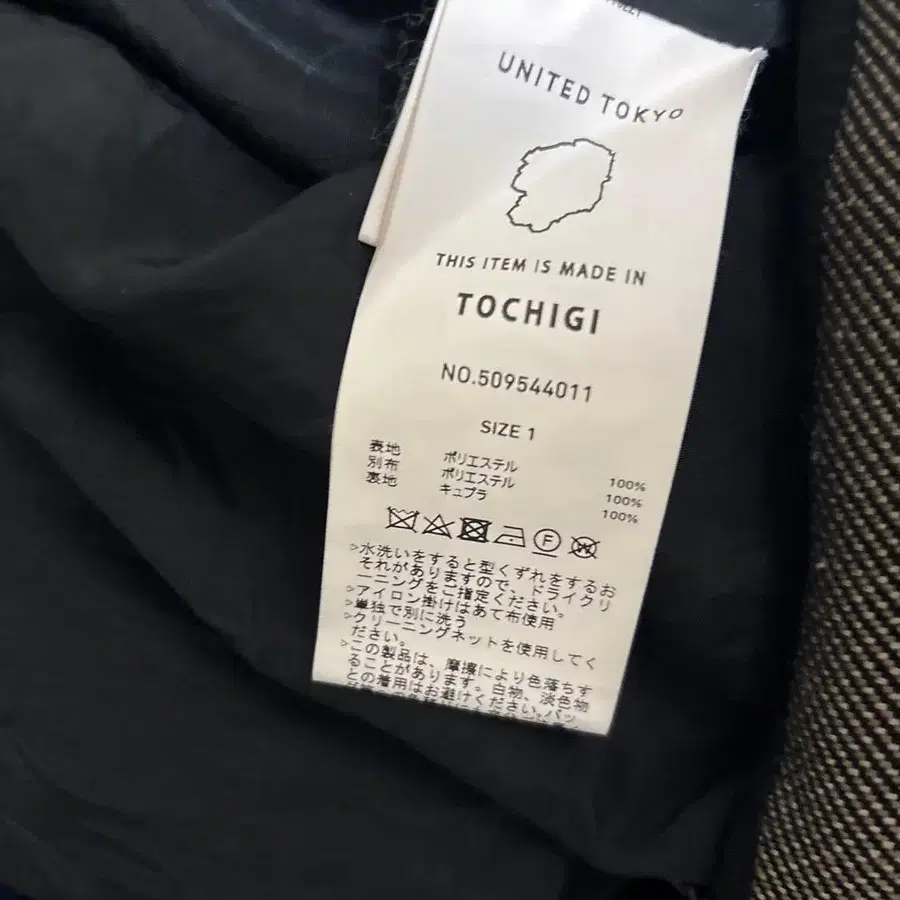 UNITED TOKYO
THIS ITEM IS MADE IN
TOCHIGI
NO.509544011
SIZE 1
表地 ポリエステル 100%
別布 ポリエステル 100%
裏地 キュプラ 100%
F
W
>水洗いをすると型くずれをするお
それがありますので、ドライクリ
ーニングをご指定ください。
>アイロン掛けはあて布使用
>単独で別に洗う
>クリーニングネットを使用してく
ださい。
>この製品は、摩擦により色落ちす
ることがあります。白物、淡色物
との着用はお避けください。バッ